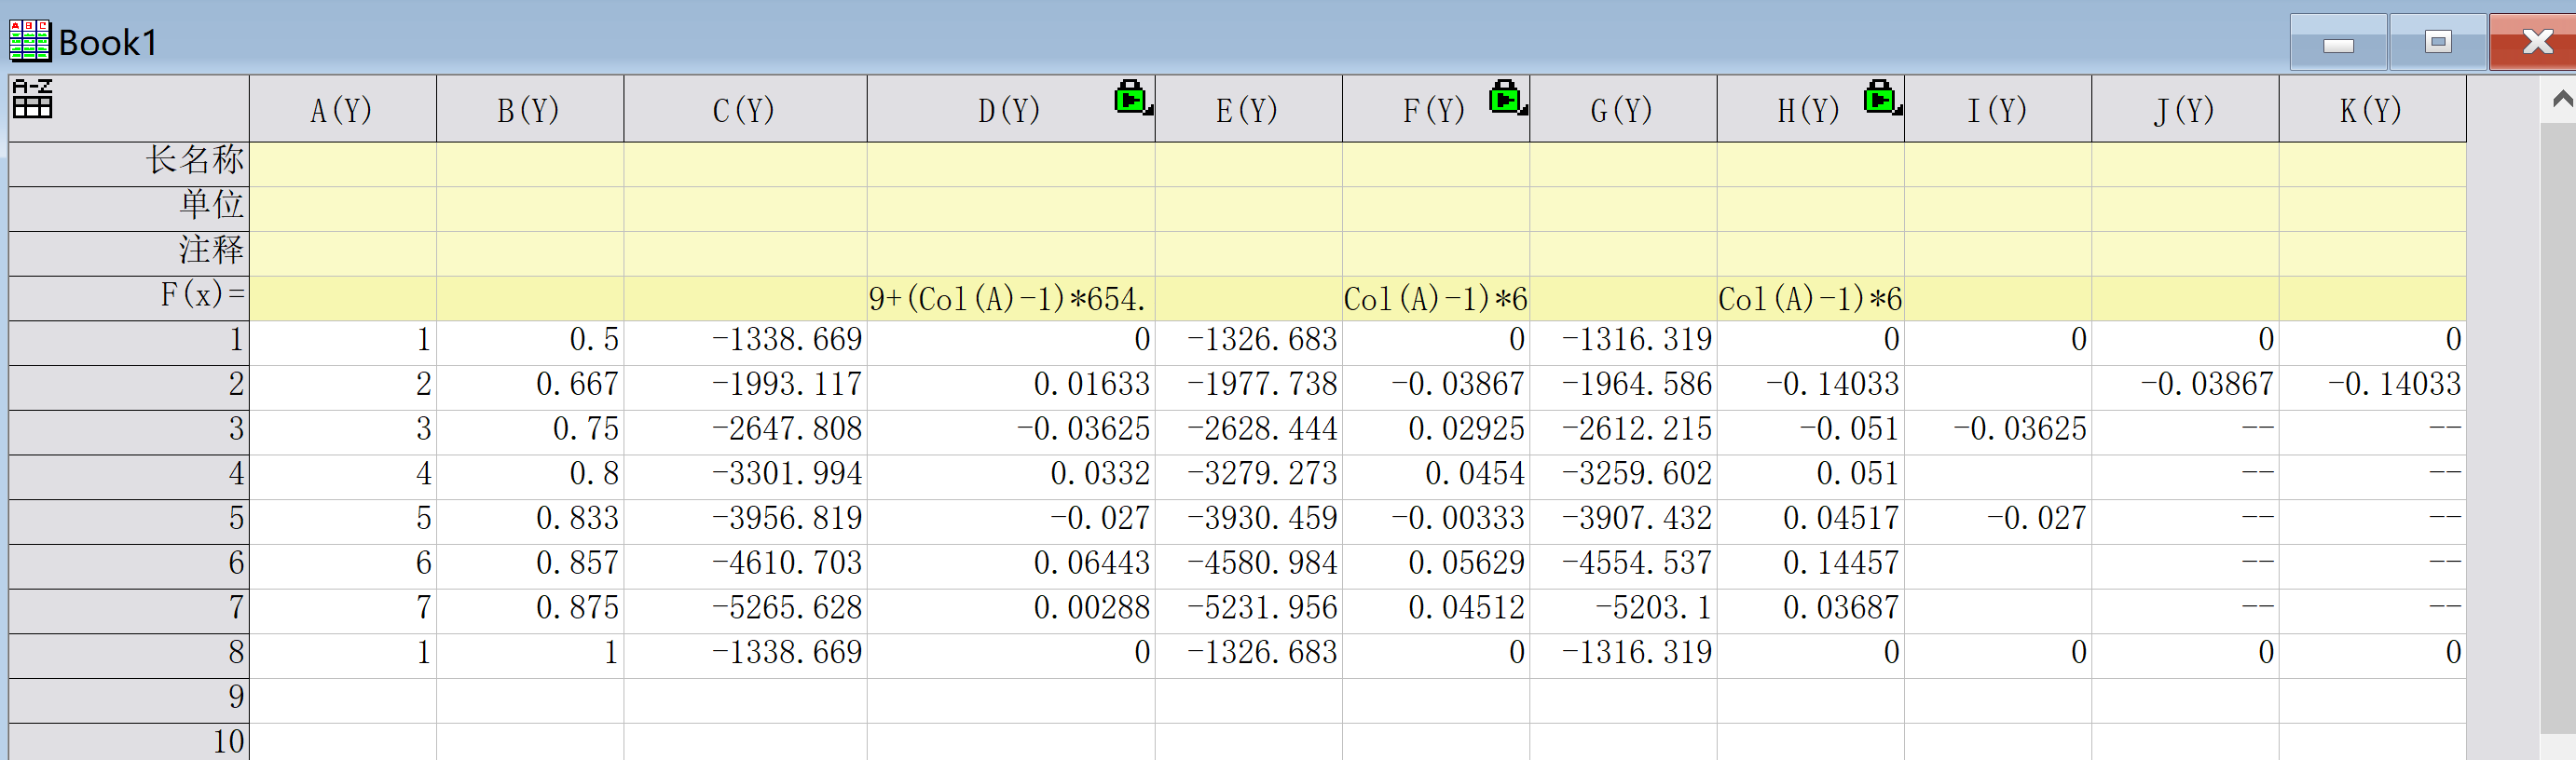 Book1
A(Y) B(Y) C(Y) D(Y) E(Y) F(Y) G(Y) H(Y) I(Y) J(Y) K(Y)
长名称
单位
注释
F(x)= 9+(Col(A)-1)*654. Col(A)-1)*6 Col(A)-1)*6
1 1 0.5 -1338.669 0 -1326.683 0 -1316.319 0 0 0 0
2 2 0.667 -1993.117 0.01633 -1977.738 -0.03867 -1964.586 -0.14033 -0.03867 -0.14033
3 3 0.75 -2647.808 -0.03625 -2628.444 0.02925 -2612.215 -0.051 -0.03625 -- --
4 4 0.8 -3301.994 0.0332 -3279.273 0.0454 -3259.602 0.051 -- --
5 5 0.833 -3956.819 -0.027 -3930.459 -0.00333 -3907.432 0.04517 -0.027 -- --
6 6 0.857 -4610.703 0.06443 -4580.984 0.05629 -4554.537 0.14457 -- --
7 7 0.875 -5265.628 0.00288 -5231.956 0.04512 -5203.1 0.03687 -- --
8 1 1 -1338.669 0 -1326.683 0 -1316.319 0 0 0 0
9
10